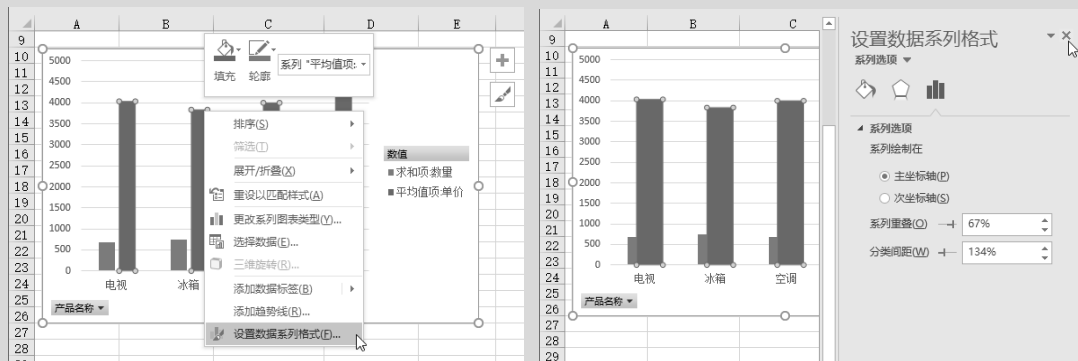 A B C D E
9
10
11
12
13
14
15
16
17
18
19
20
21
22
23
24
25
26
27
28
5000
4500
4000
3500
3000
2500
2000
1500
1000
500
0
电视 冰箱
产品名称
填充 轮廓
系列 "平均值项:
排序(S)
筛选(T)
展开/折叠(X)
重设以匹配样式(A)
更改系列图表类型(Y)...
选择数据(E)...
三维旋转(R)...
添加数据标签(B)
添加趋势线(R)...
设置数据系列格式(F)...
数值
求和项:数量
平均值项:单价
A B C
9
10
11
12
13
14
15
16
17
18
19
20
21
22
23
24
25
26
27
28
29
5000
4500
4000
3500
3000
2500
2000
1500
1000
500
0
电视 冰箱 空调
产品名称
设置数据系列格式
系列选项
系列选项
系列绘制在
主坐标轴(P)
次坐标轴(S)
系列重叠(O) 67%
分类间距(W) 134%